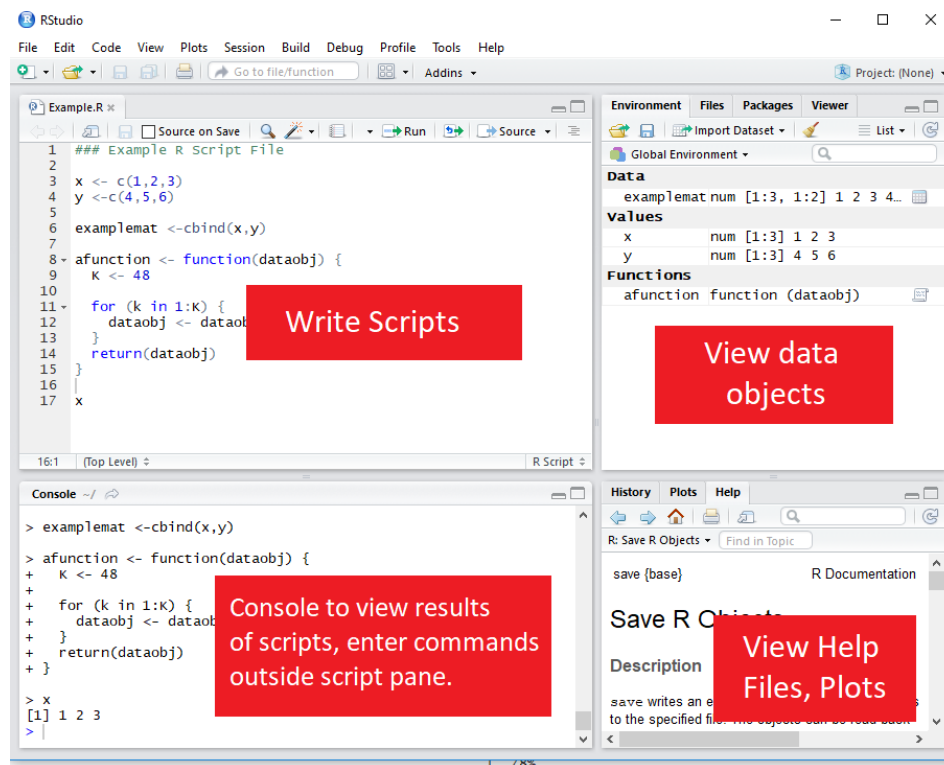 RStudio
File Edit Code View Plots Session Build Debug Profile Tools Help
Go to file/function Addins Project: (None)
Example.R
Source on Save Run Source
1 ### Example R Script File
2
3 x <- c(1,2,3)
4 y <-c(4,5,6)
5
6 examplemat <-cbind(x,y)
7
8 afunction <- function(dataobj) {
9 K <- 48
10
11 for (k in 1:K) {
12 dataobj <-
13 }
14 return(dataobj)
15 }
16
17 x
Write Scripts
16:1 (Top Level) R Script
Environment Files Packages Viewer
Import Dataset List
Global Environment
Data
examplemat num [1:3, 1:2] 1 2 3 4…
Values
x num [1:3] 1 2 3
y num [1:3] 4 5 6
Functions
afunction function (dataobj)
View data
objects
Console ~/
> examplemat <-cbind(x,y)
> afunction <- function(dataobj) {
+ K <- 48
+
+ for (k in 1:K) {
+ dataobj <-
+ }
+ return(dataobj)
+ }
> x
[1] 1 2 3
>
Console to view results
of scripts, enter commands
outside script pane.
History Plots Help
R: Save R Objects Find in Topic
save {base} R Documentation
Save R Objects
Description
save writes an
to the specified file. The objects can be read back
View Help
Files, Plots
78%